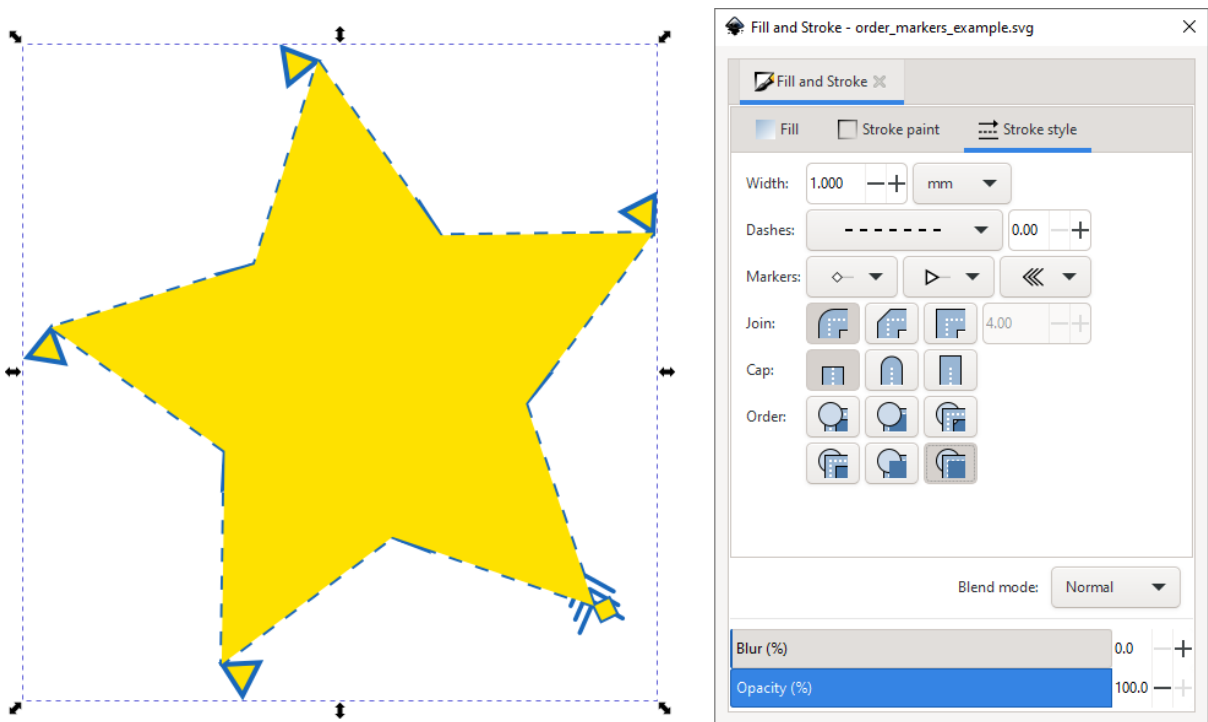 Fill and Stroke - order_markers_example.svg
Fill and Stroke
Fill Stroke paint Stroke style
Width: 1.000 mm
Dashes: 0.00
Markers:
Join: 4.00
Cap:
Order:
Blend mode: Normal
Blur (%) 0.0
Opacity (%) 100.0